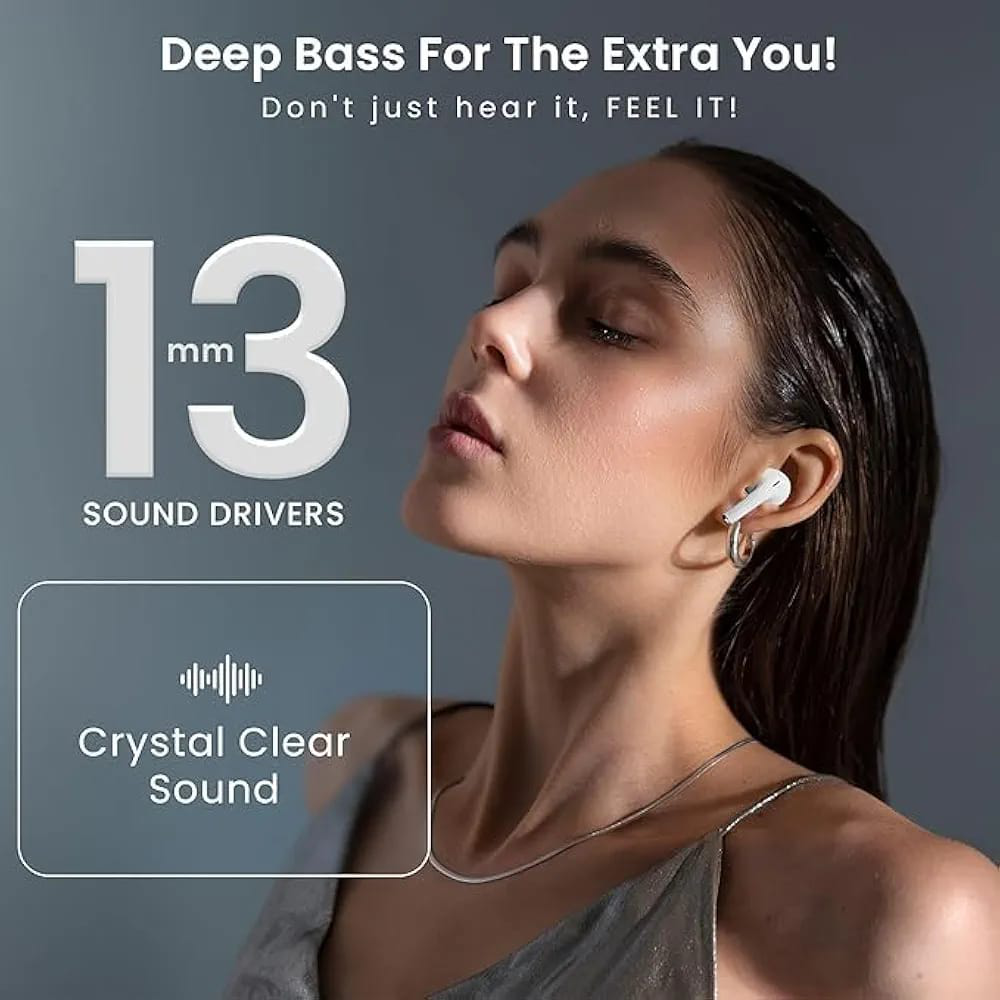 Deep Bass For The Extra You!
Don't just hear it, FEEL IT!
13
mm
SOUND DRIVERS
Crystal Clear
Sound